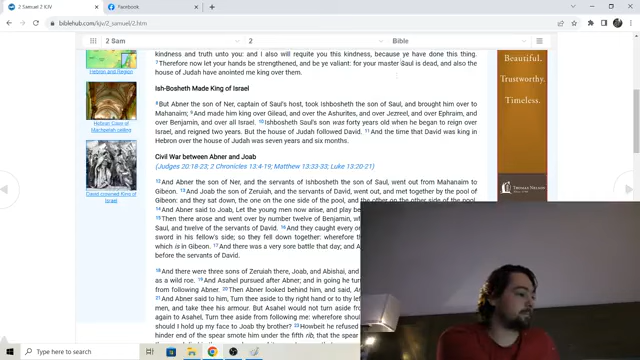 2 Samuel 2 KJV
Facebook
biblehub.com/kjv/2_samuel/2.htm
2 Sam
2
Bible
kindness and truth unto you: and I also will requite you this kindness, because ye have done this thing.
7 Therefore now let your hands be strengthened, and be ye valiant: for your master Saul is dead, and also the
house of Judah have anointed me king over them.
Hebron and Region
Ish-Bosheth Made King of Israel
8 But Abner the son of Ner, captain of Saul's host, took Ishbosheth the son of Saul, and brought him over to
Mahanaim; 9 And made him king over Gilead, and over the Ashurites, and over Jezreel, and over Ephraim, and
over Benjamin, and over all Israel. 10 Ishbosheth Saul's son was forty years old when he began to reign over
Israel, and reigned two years. But the house of Judah followed David. 11 And the time that David was king in
Hebron over the house of Judah was seven years and six months.
Hebron: Cave of
Machpelah
Civil War between Abner and Joab
(Judges 20:18-23; 2 Chronicles 13:4-19; Matthew 13:33-33; Luke 13:20-21)
12 And Abner the son of Ner, and the servants of Ishbosheth the son of Saul, went out from Mahanaim to
Gibeon. 13 And Joab the son of Zeruiah, and the servants of David, went out, and met together by the pool of
Gibeon: and they sat down, the one on the one side of the pool, and the other on the other side of the pool.
14 And Abner said to Joab, Let the young men now arise, and play be
15 Then there arose and went over by number twelve of Benjamin,
Saul, and twelve of the servants of David. 16 And they caught every o
sword in his fellow's side; so they fell down together: wherefore th
which is in Gibeon. 17 And there was a very sore battle that day; and A
before the servants of David.
David crowned King of
Israel
18 And there were three sons of Zeruiah there, Joab, and Abishai, and
as a wild roe. 19 And Asahel pursued after Abner; and in going he turn
from following Abner. 20 Then Abner looked behind him, and said, A
21 And Abner said to him, Turn thee aside to thy right hand or to thy lef
men, and take thee his armour. But Asahel would not turn aside fro
again to Asahel, Turn thee aside from following me: wherefore shou
should I hold up my face to Joab thy brother? 23 Howbeit he refused
hinder end of the spear smote him under the fifth rib, that the spear
Beautiful.
Trustworthy.
Timeless.
THOMAS NELSON
Type here to search